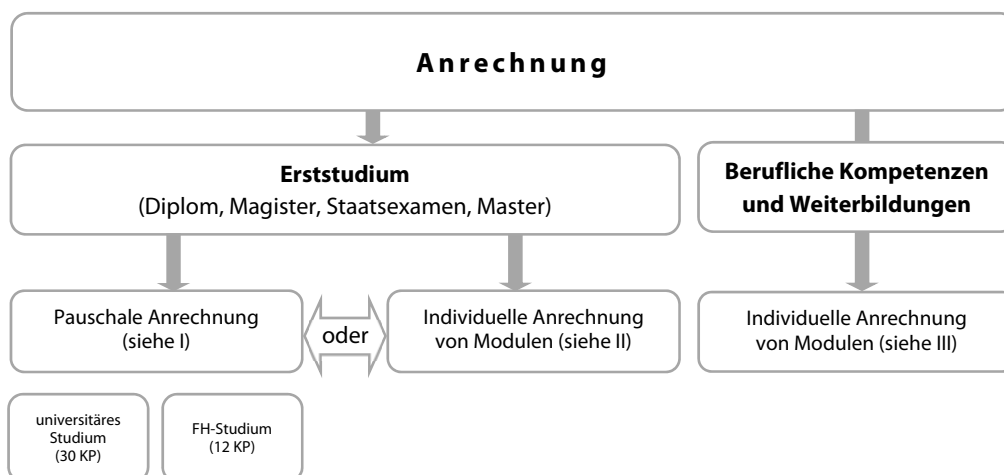 Anrechnung
Erststudium
(Diplom, Magister, Staatsexamen, Master)
Berufliche Kompetenzen
und Weiterbildungen
Pauschale Anrechnung
(siehe I)
oder
Individuelle Anrechnung
von Modulen (siehe II)
Individuelle Anrechnung
von Modulen (siehe III)
universitäres
Studium
(30 KP)
FH-Studium
(12 KP)